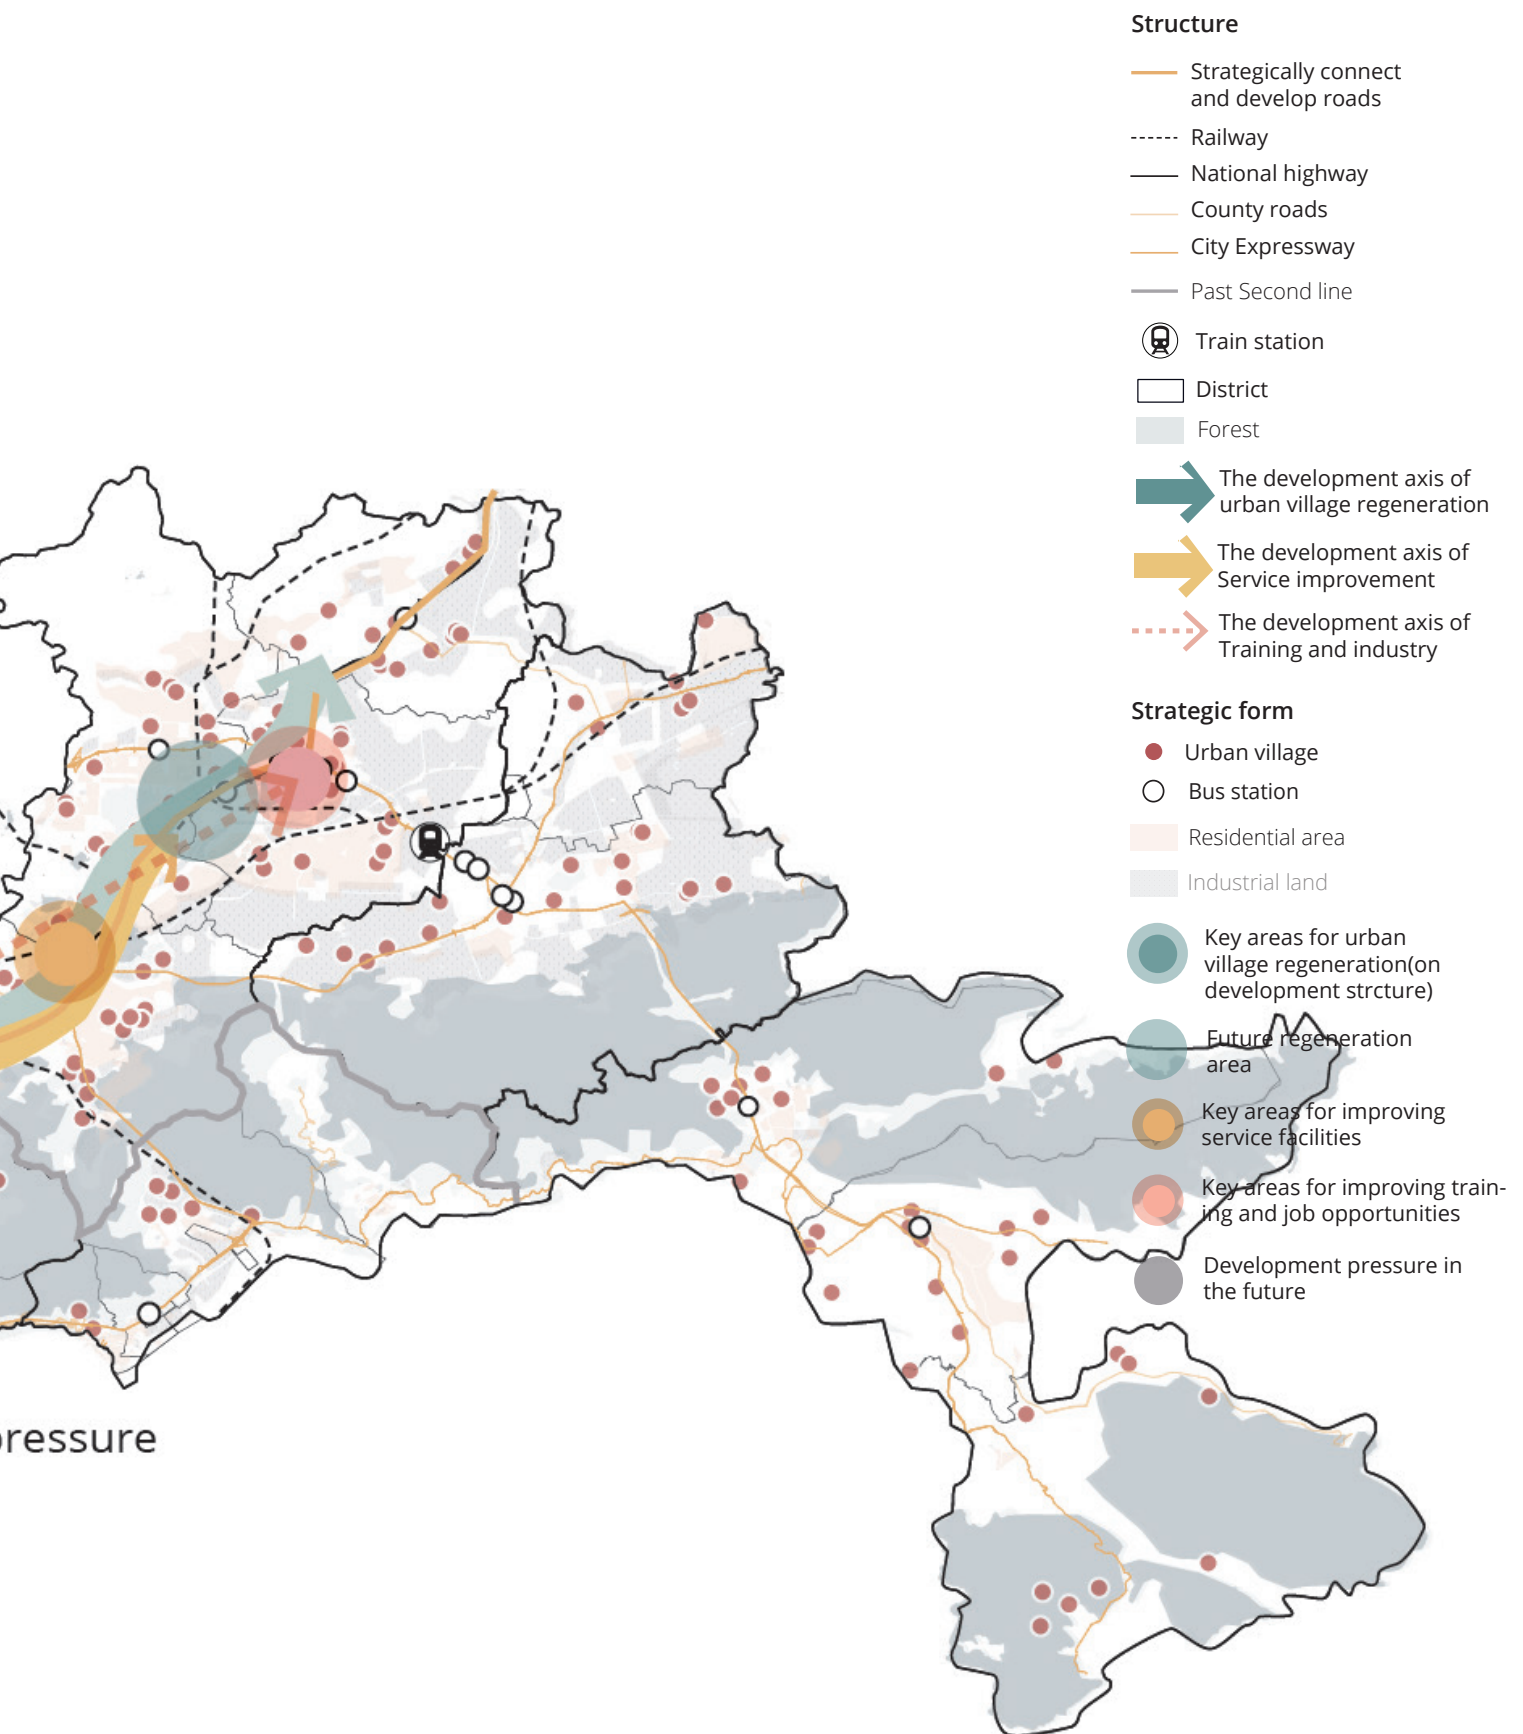 Structure
Strategically connect
and develop roads
Railway
National highway
County roads
City Expressway
Past Second line
Train station
District
Forest
The development axis of
urban village regeneration
The development axis of
Service improvement
The development axis of
Training and industry
Strategic form
Urban village
Bus station
Residential area
Industrial land
Key areas for urban
village regeneration(on
development strcture)
Future regeneration
area
Key areas for improving
service facilities
Key areas for improving train-
ing and job opportunities
Development pressure in
the future
pressure